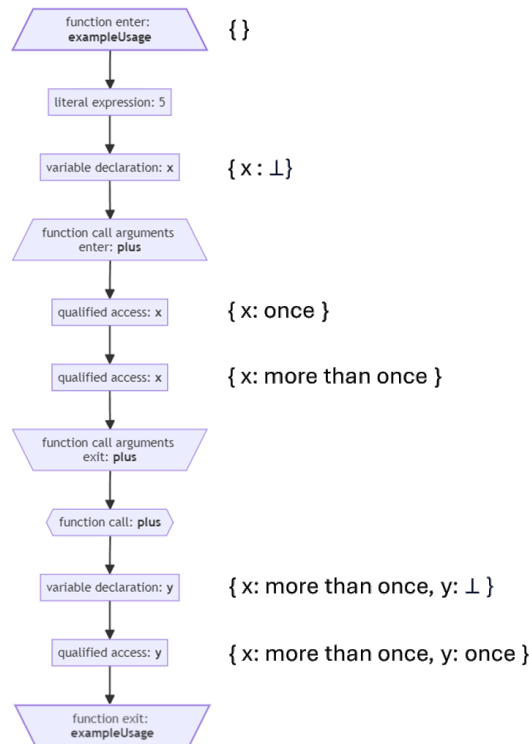 function enter:
exampleUsage
{ }
literal expression: 5
variable declaration: x
{ x : ⊥}
function call arguments
enter: plus
qualified access: x
{ x: once }
qualified access: x
{ x: more than once }
function call arguments
exit: plus
function call: plus
variable declaration: y
{ x: more than once, y: ⊥ }
qualified access: y
{ x: more than once, y: once }
function exit:
exampleUsage